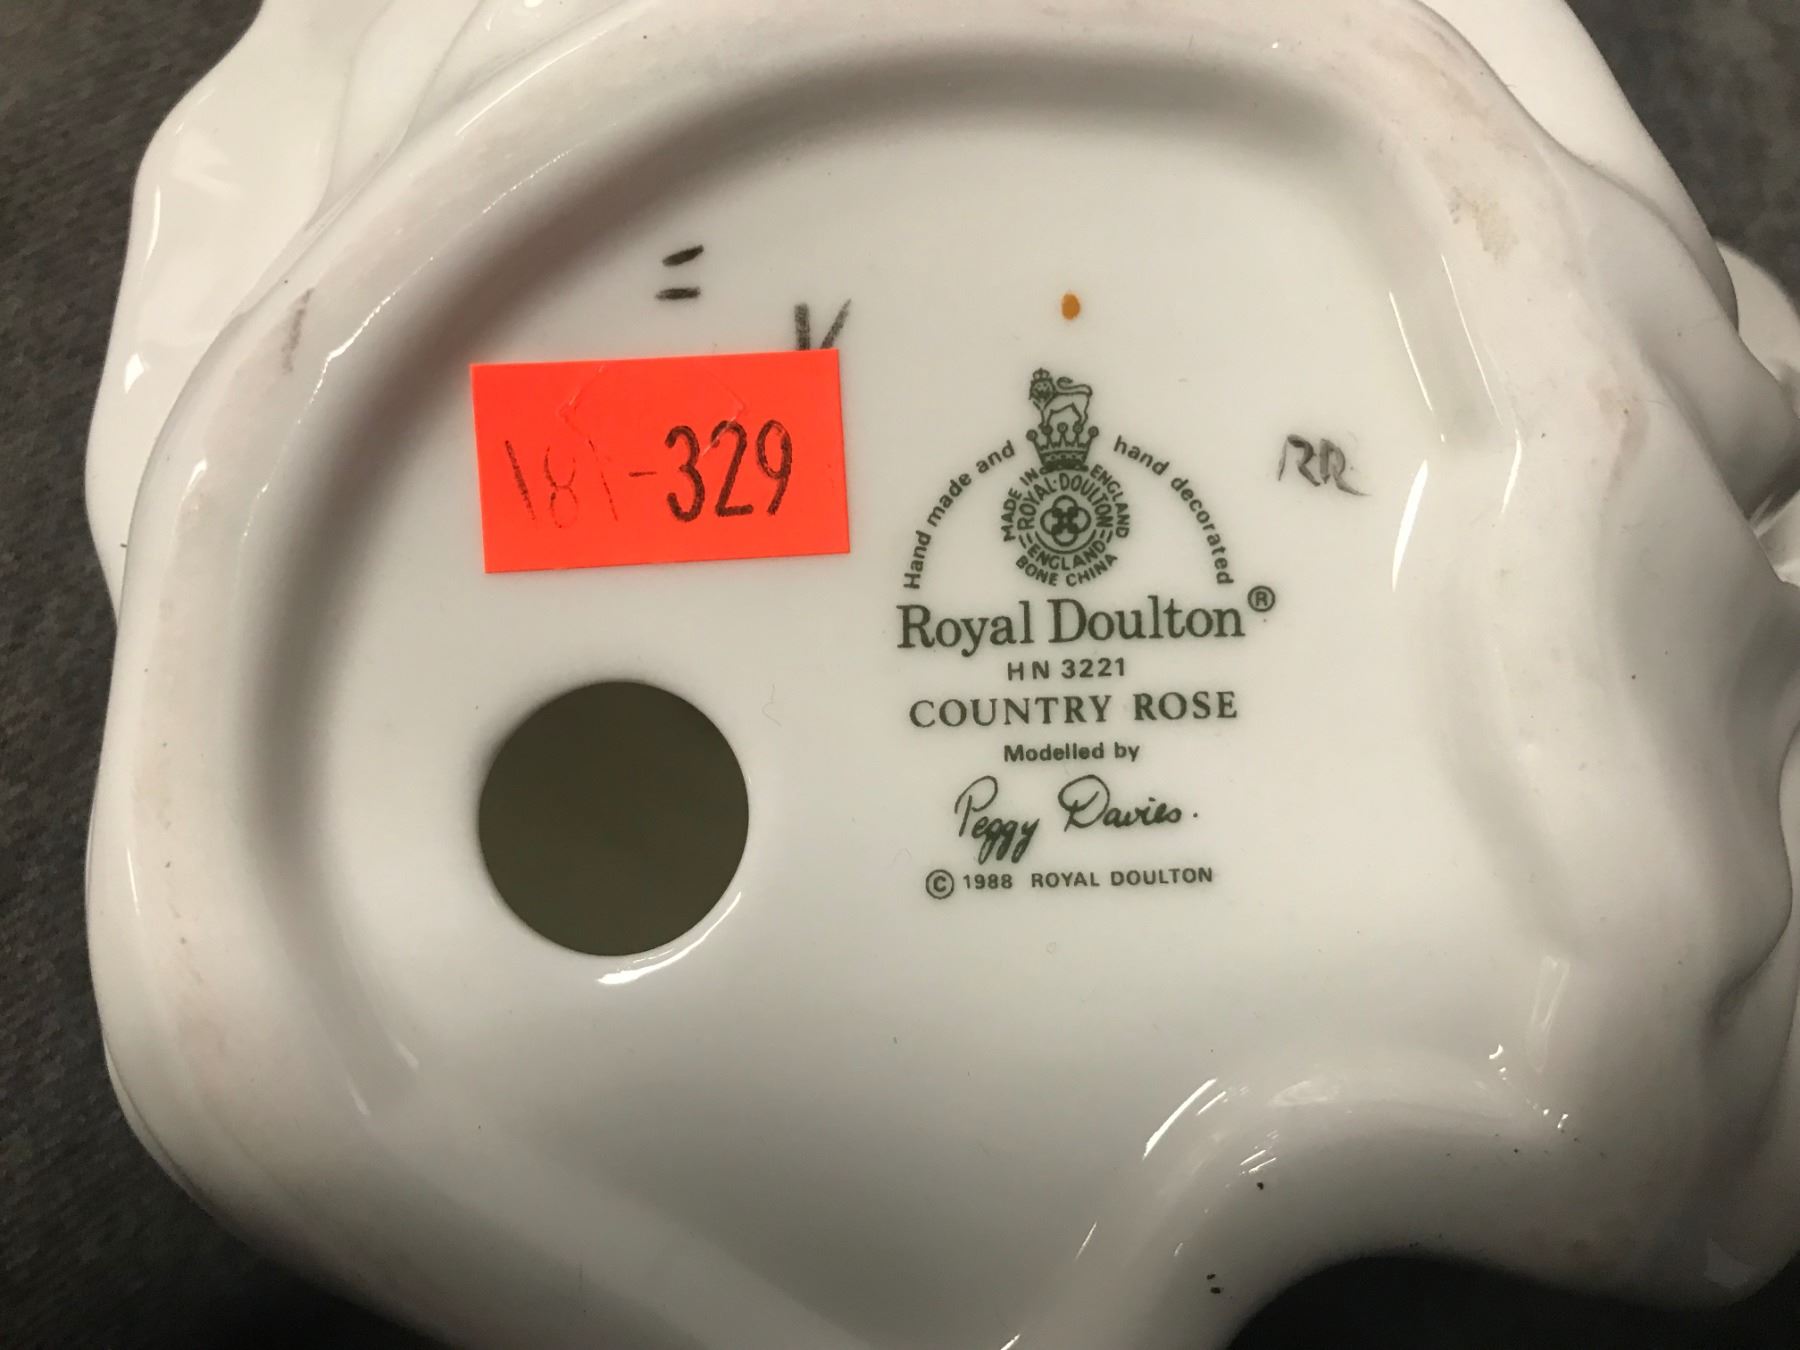 181-329
Hand made and hand decorated
MADE IN ENGLAND
ROYAL·DOULTON
ENGLAND
BONE CHINA
Royal Doulton®
HN 3221
COUNTRY ROSE
Modelled by
Peggy Davies.
© 1988 ROYAL DOULTON